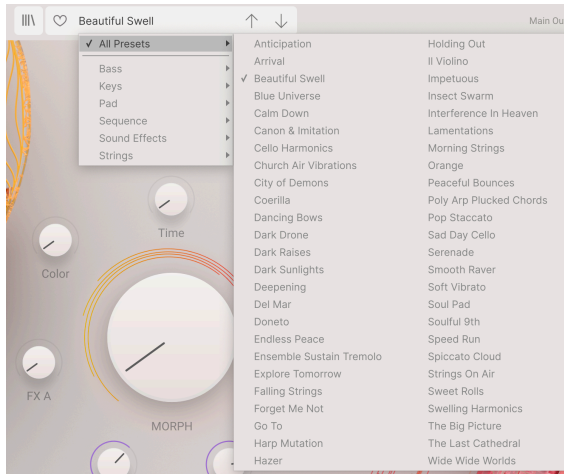 Beautiful Swell
Main Ou
✓ All Presets
Bass
Keys
Pad
Sequence
Sound Effects
Strings
Anticipation
Arrival
✓ Beautiful Swell
Blue Universe
Calm Down
Canon & Imitation
Cello Harmonics
Church Air Vibrations
City of Demons
Coerilla
Dancing Bows
Dark Drone
Dark Raises
Dark Sunlights
Deepening
Del Mar
Doneto
Endless Peace
Ensemble Sustain Tremolo
Explore Tomorrow
Falling Strings
Forget Me Not
Go To
Harp Mutation
Hazer
Holding Out
Il Violino
Impetuous
Insect Swarm
Interference In Heaven
Lamentations
Morning Strings
Orange
Peaceful Bounces
Poly Arp Plucked Chords
Pop Staccato
Sad Day Cello
Serenade
Smooth Raver
Soft Vibrato
Soul Pad
Soulful 9th
Speed Run
Spiccato Cloud
Strings On Air
Sweet Rolls
Swelling Harmonics
The Big Picture
The Last Cathedral
Wide Wide Worlds
Time
Color
FX A
MORPH